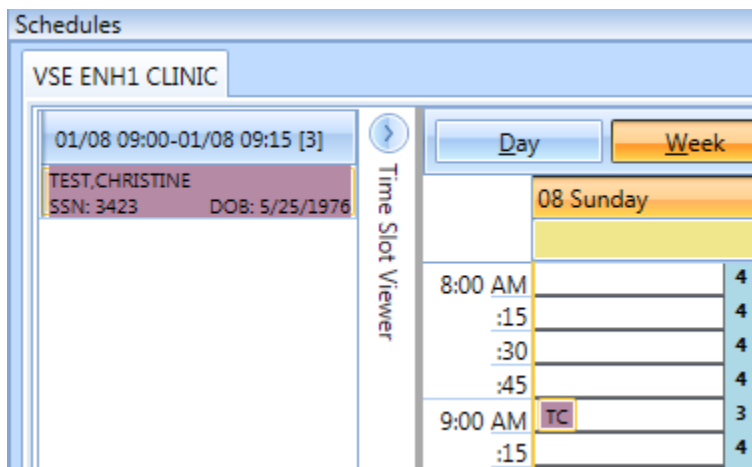 Schedules
VSE ENH1 CLINIC
01/08 09:00-01/08 09:15 [3]
TEST,CHRISTINE
SSN: 3423 DOB: 5/25/1976
Time Slot Viewer
Day Week
08 Sunday
8:00 AM 4
:15 4
:30 4
:45 4
9:00 AM TC 3
:15 4